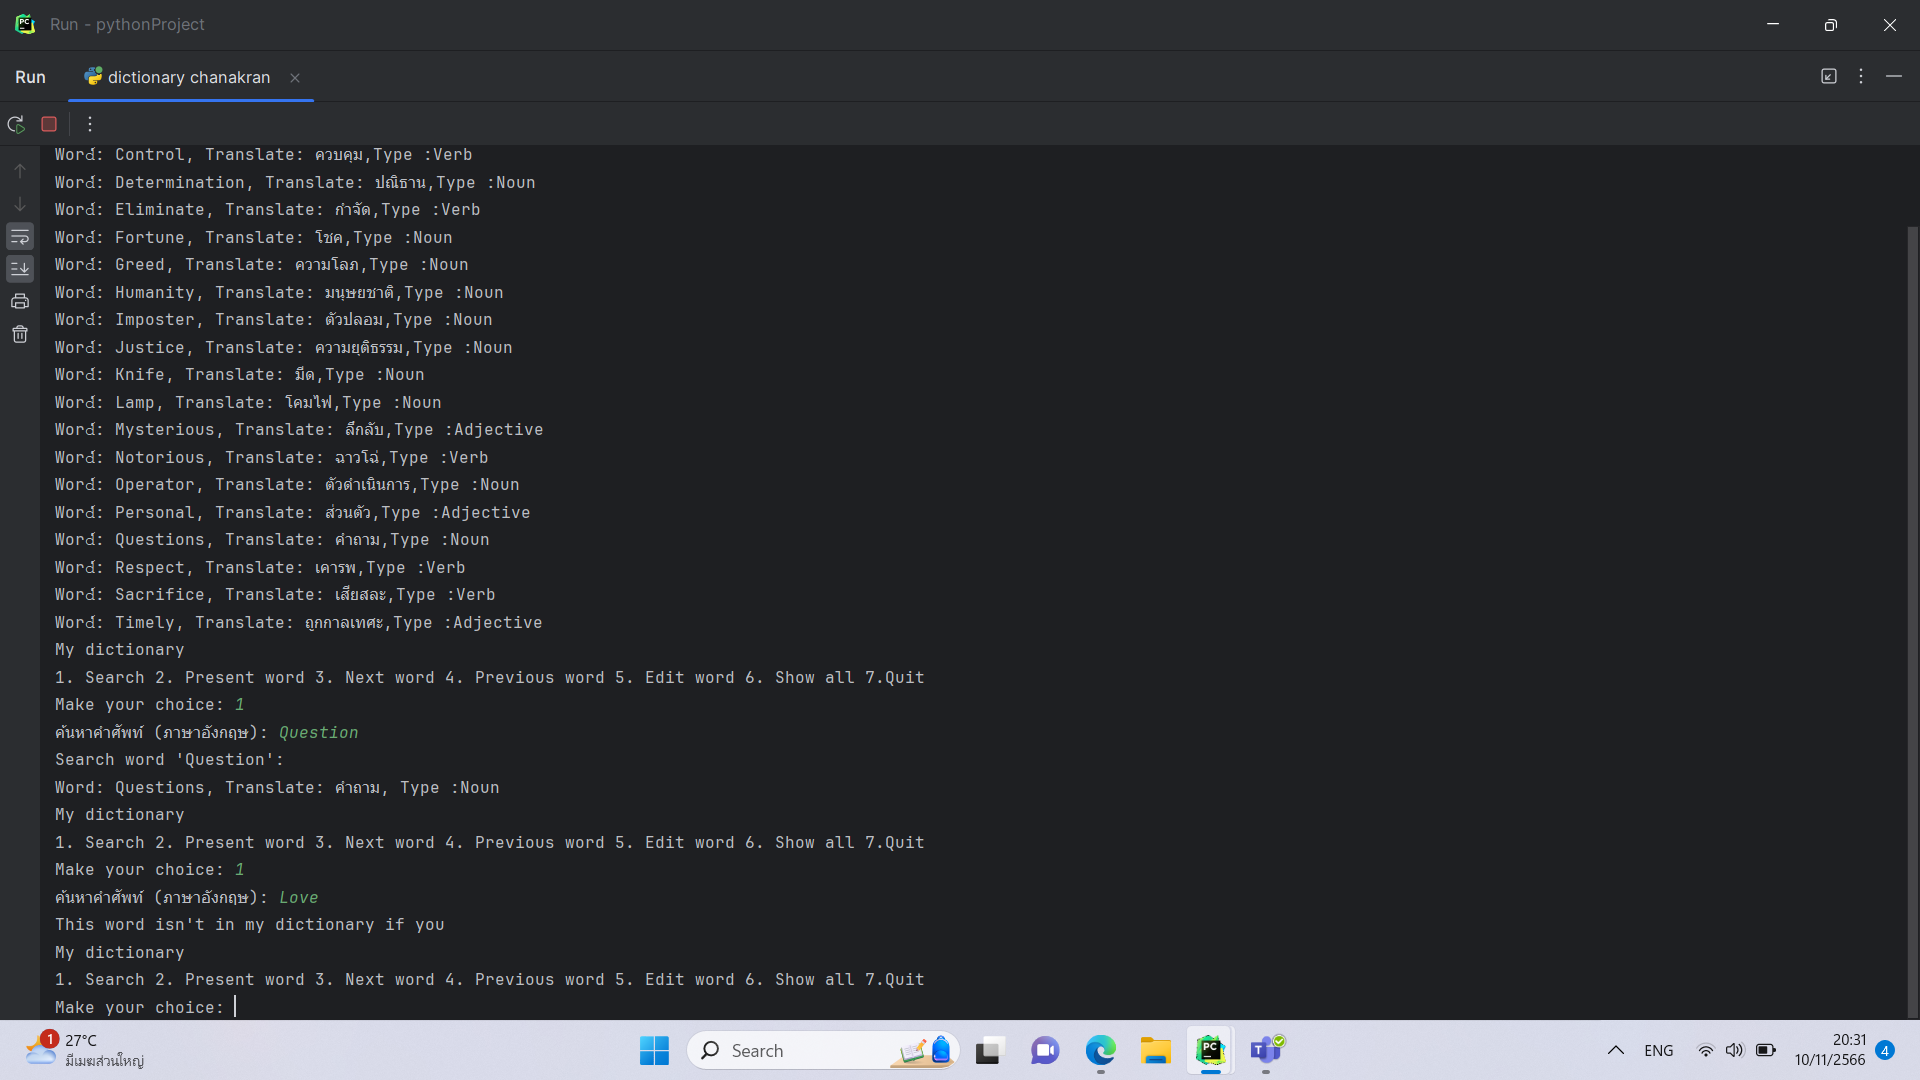 Run - pythonProject
Run
dictionary chanakran
Word: Control, Translate: ควบคุม,Type :Verb
Word: Determination, Translate: ปณิธาน,Type :Noun
Word: Eliminate, Translate: กำจัด,Type :Verb
Word: Fortune, Translate: โชค,Type :Noun
Word: Greed, Translate: ความโลภ,Type :Noun
Word: Humanity, Translate: มนุษยชาติ,Type :Noun
Word: Imposter, Translate: ตัวปลอม,Type :Noun
Word: Justice, Translate: ความยุติธรรม,Type :Noun
Word: Knife, Translate: มีด,Type :Noun
Word: Lamp, Translate: โคมไฟ,Type :Noun
Word: Mysterious, Translate: ลึกลับ,Type :Adjective
Word: Notorious, Translate: ฉาวโฉ่,Type :Verb
Word: Operator, Translate: ตัวดำเนินการ,Type :Noun
Word: Personal, Translate: ส่วนตัว,Type :Adjective
Word: Questions, Translate: คำถาม,Type :Noun
Word: Respect, Translate: เคารพ,Type :Verb
Word: Sacrifice, Translate: เสียสละ,Type :Verb
Word: Timely, Translate: ถูกกาลเทศะ,Type :Adjective
My dictionary
1. Search 2. Present word 3. Next word 4. Previous word 5. Edit word 6. Show all 7.Quit
Make your choice: 1
ค้นหาคำศัพท์ (ภาษาอังกฤษ): Question
Search word 'Question':
Word: Questions, Translate: คำถาม, Type :Noun
My dictionary
1. Search 2. Present word 3. Next word 4. Previous word 5. Edit word 6. Show all 7.Quit
Make your choice: 1
ค้นหาคำศัพท์ (ภาษาอังกฤษ): Love
This word isn't in my dictionary if you
My dictionary
1. Search 2. Present word 3. Next word 4. Previous word 5. Edit word 6. Show all 7.Quit
Make your choice:
1
27°C
มีเมฆส่วนใหญ่
Search
ENG
20:31
10/11/2566
4